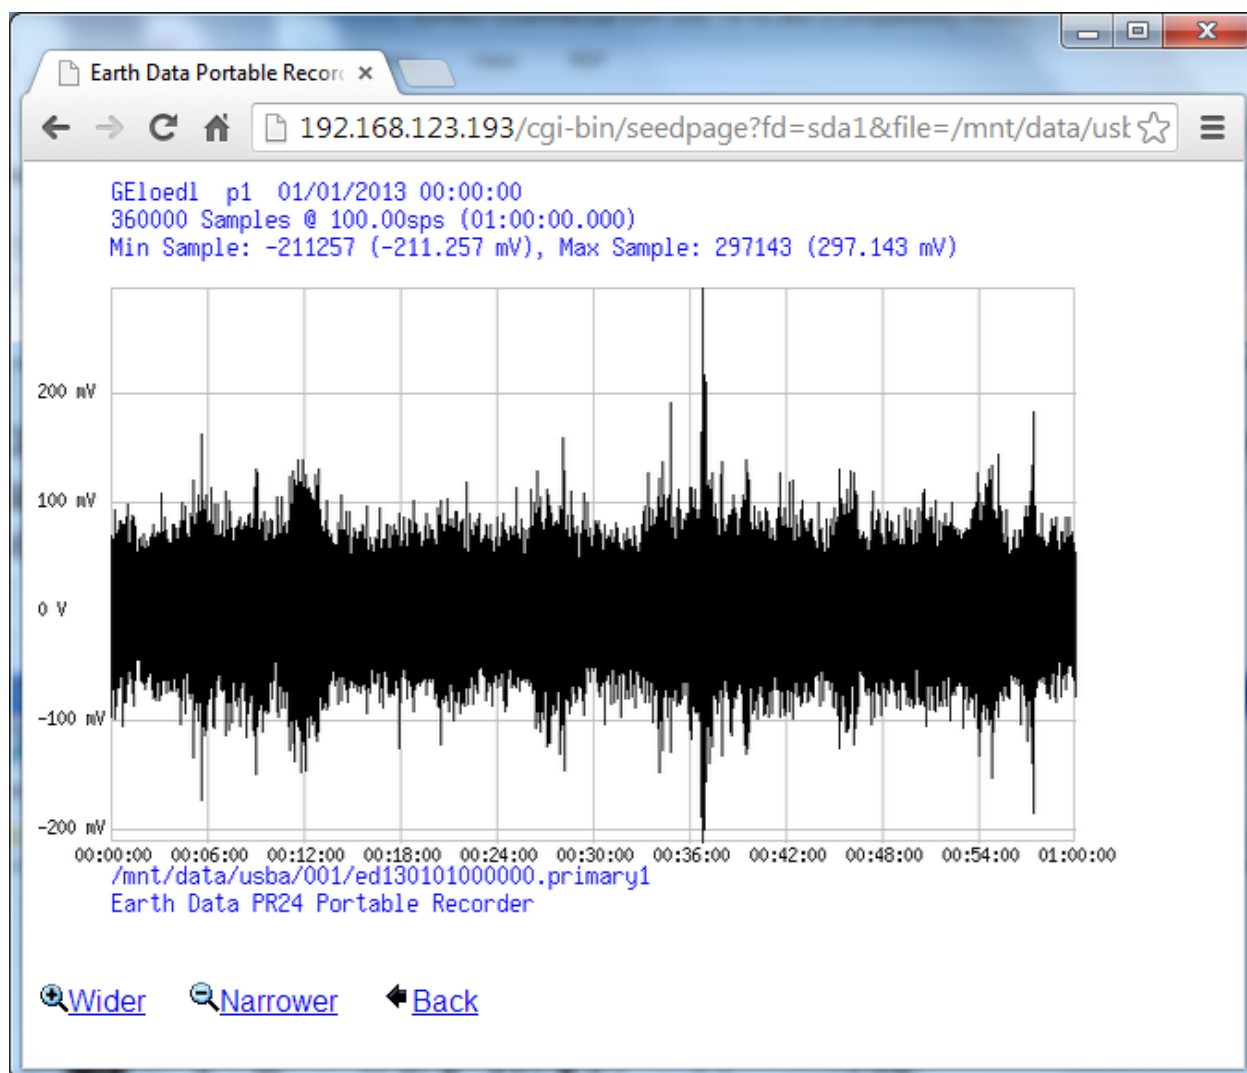 Earth Data Portable Recor
192.168.123.193/cgi-bin/seedpage?fd=sda1&file=/mnt/data/usb
GEloedl p1 01/01/2013 00:00:00
360000 Samples @ 100.00sps (01:00:00.000)
Min Sample: -211257 (-211.257 mV), Max Sample: 297143 (297.143 mV)
200 mV
100 mV
0 V
-100 mV
-200 mV
00:00:00 00:06:00 00:12:00 00:18:00 00:24:00 00:30:00 00:36:00 00:42:00 00:48:00 00:54:00 01:00:00
/mnt/data/usba/001/ed130101000000.primary1
Earth Data PR24 Portable Recorder
Wider Narrower Back